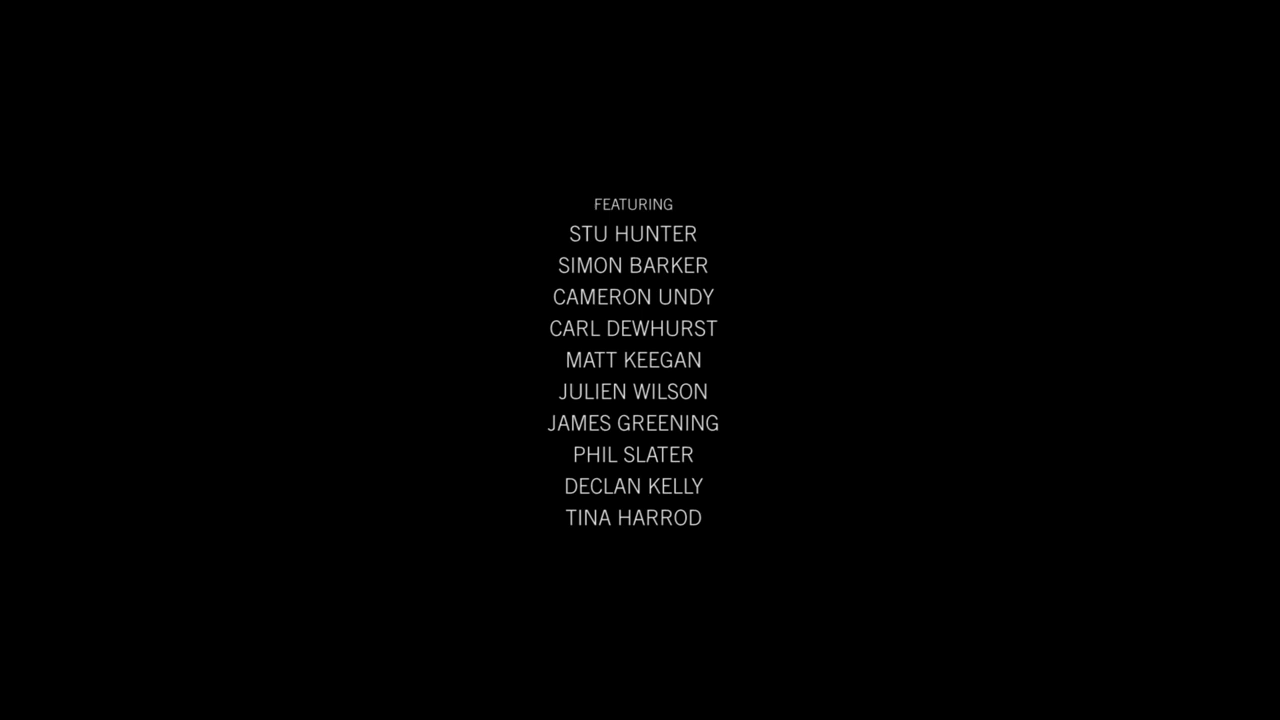 FEATURING
STU HUNTER
SIMON BARKER
CAMERON UNDY
CARL DEWHURST
MATT KEEGAN
JULIEN WILSON
JAMES GREENING
PHIL SLATER
DECLAN KELLY
TINA HARROD